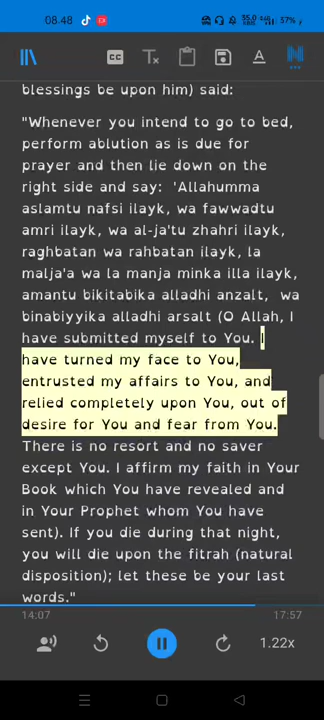 08.48
35.0 KB/S
57%
CC
A
blessings be upon him) said:
"Whenever you intend to go to bed,
perform ablution as is due for
prayer and then lie down on the
right side and say:  'Allahumma
aslamtu nafsi ilayk, wa fawwadtu
amri ilayk, wa al-ja'tu zhahri ilayk,
raghbatan wa rahbatan ilayk, la
malja'a wa la manja minka illa ilayk,
amantu bikitabika alladhi anzalt,  wa
binabiyyika alladhi arsalt (O Allah, I
have submitted myself to You. I
have turned my face to You,
entrusted my affairs to You, and
relied completely upon You, out of
desire for You and fear from You.
There is no resort and no saver
except You. I affirm my faith in Your
Book which You have revealed and
in Your Prophet whom You have
sent). If you die during that night,
you will die upon the fitrah (natural
disposition); let these be your last
words."
14:07
17:57
1.22x